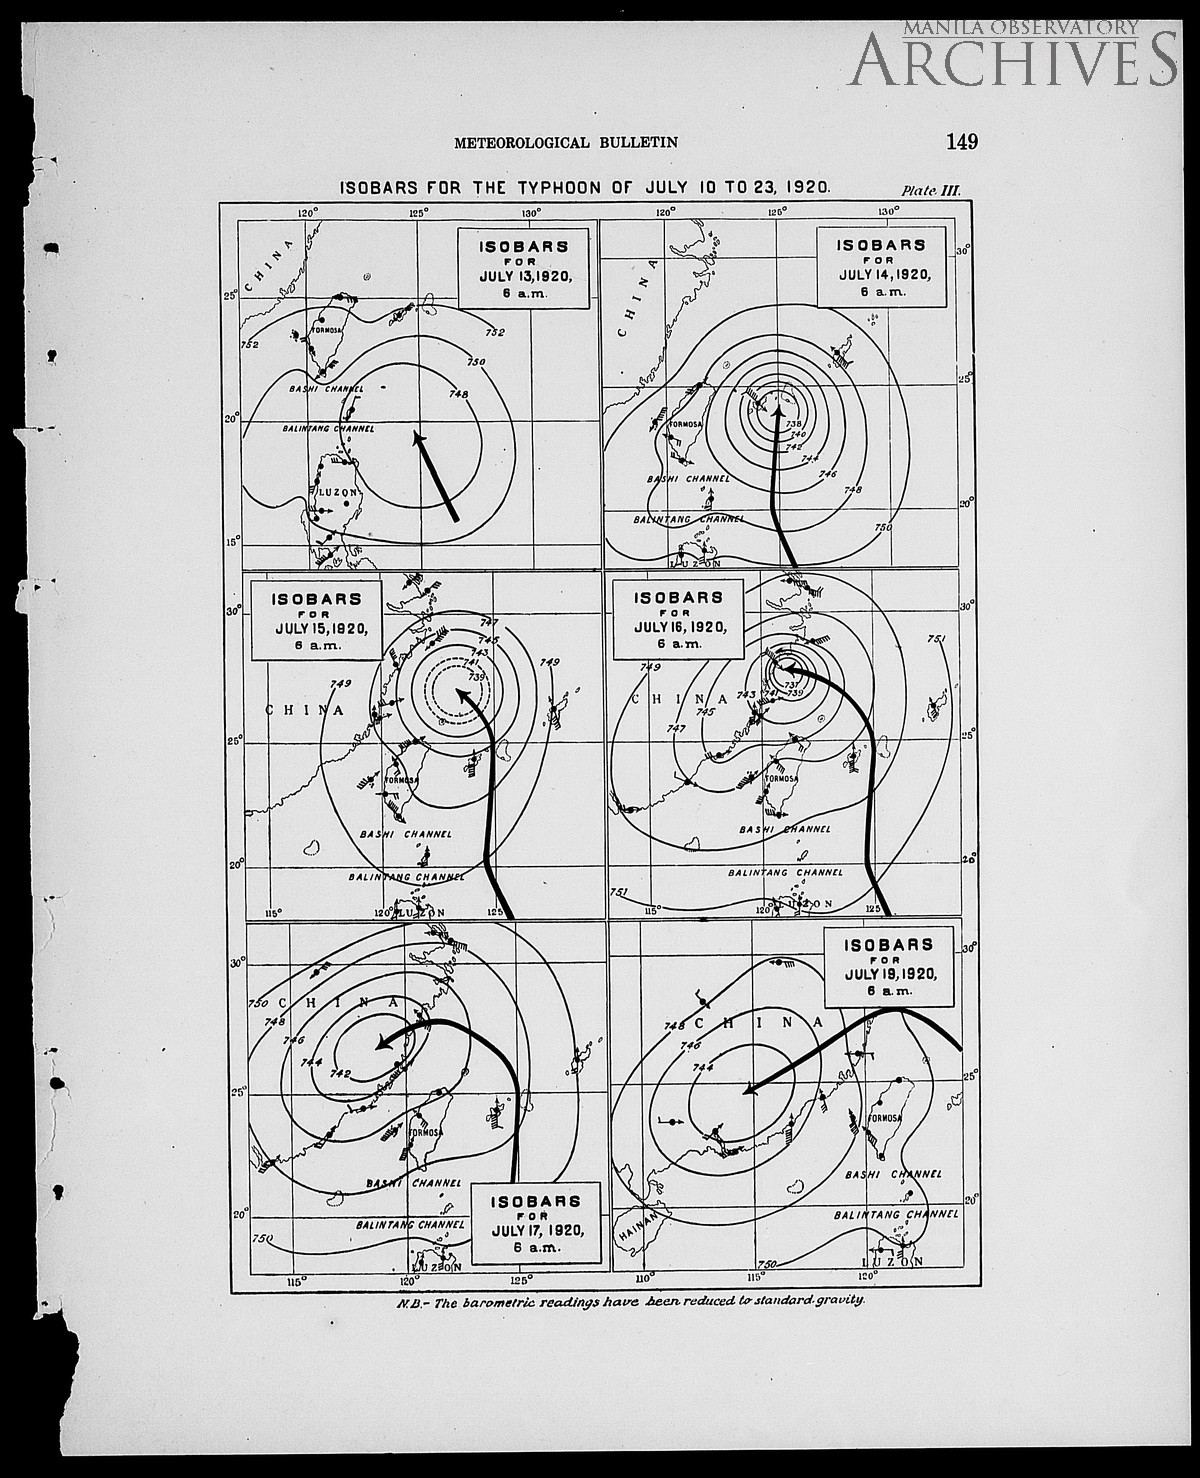 MANILA OBSERVATORY
ARCHIVES
METEOROLOGICAL BULLETIN
149
ISOBARS FOR THE TYPHOON OF JULY 10 TO 23, 1920.
Plate III.
120° 125° 130°
ISOBARS
FOR
JULY 13, 1920,
6 a.m.
CHINA
25°
752
752
FORMOSA
750
BASHI CHANNEL
748
20°
BALINTANG CHANNEL
LUZON
15°
120° 125° 130°
ISOBARS
FOR
JULY 14, 1920,
6 a.m.
30°
CHINA
25°
FORMOSA
738
740
742
744
746
748
BASHI CHANNEL
20°
BALINTANG CHANNEL
750
LUZON
ISOBARS
FOR
JULY 15, 1920,
6 a.m.
30°
747
745
743
741
739
749
749
CHINA
25°
FORMOSA
BASHI CHANNEL
20°
BALINTANG CHANNEL
115° 120° LUZON 125°
ISOBARS
FOR
JULY 16, 1920,
6 a.m.
30°
751
749
CHINA
737
739
741
743
745
747
25°
FORMOSA
BASHI CHANNEL
20°
BALINTANG CHANNEL
751
115° 120° LUZON 125°
30°
750
CHINA
748
746
744
742
25°
FORMOSA
BASHI CHANNEL
20°
BALINTANG CHANNEL
750
LUZON
ISOBARS
FOR
JULY 17, 1920,
6 a.m.
115° 120° 125°
ISOBARS
FOR
JULY 19, 1920,
6 a.m.
30°
748
CHINA
746
744
25°
FORMOSA
BASHI CHANNEL
20°
BALINTANG CHANNEL
HAINAN
750
LUZON
110° 115° 120°
N.B.- The barometric readings have been reduced to standard gravity.